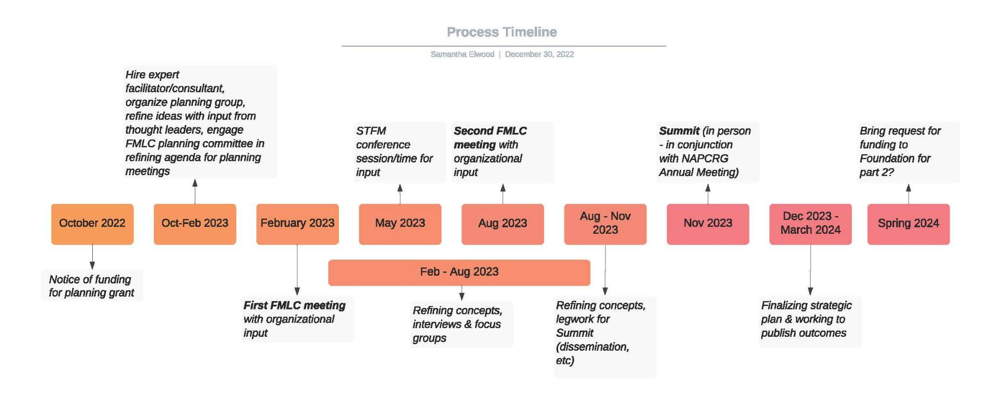 Process Timeline
Samantha Elwood | December 30, 2022
Hire expert
facilitator/consultant,
organize planning group,
refine ideas with input from
thought leaders, engage
FMLC planning committee in
refining agenda for planning
meetings
STFM
conference
session/time for
input
Second FMLC
meeting with
organizational
input
Summit (in person
- in conjunction
with NAPCRG
Annual Meeting)
Bring request for
funding to
Foundation for
part 2?
October 2022
Oct-Feb 2023
February 2023
May 2023
Aug 2023
Aug - Nov
2023
Nov 2023
Dec 2023 -
March 2024
Spring 2024
Feb - Aug 2023
Notice of funding
for planning grant
First FMLC meeting
with organizational
input
Refining concepts,
interviews & focus
groups
Refining concepts,
legwork for
Summit
(dissemination,
etc)
Finalizing strategic
plan & working to
publish outcomes